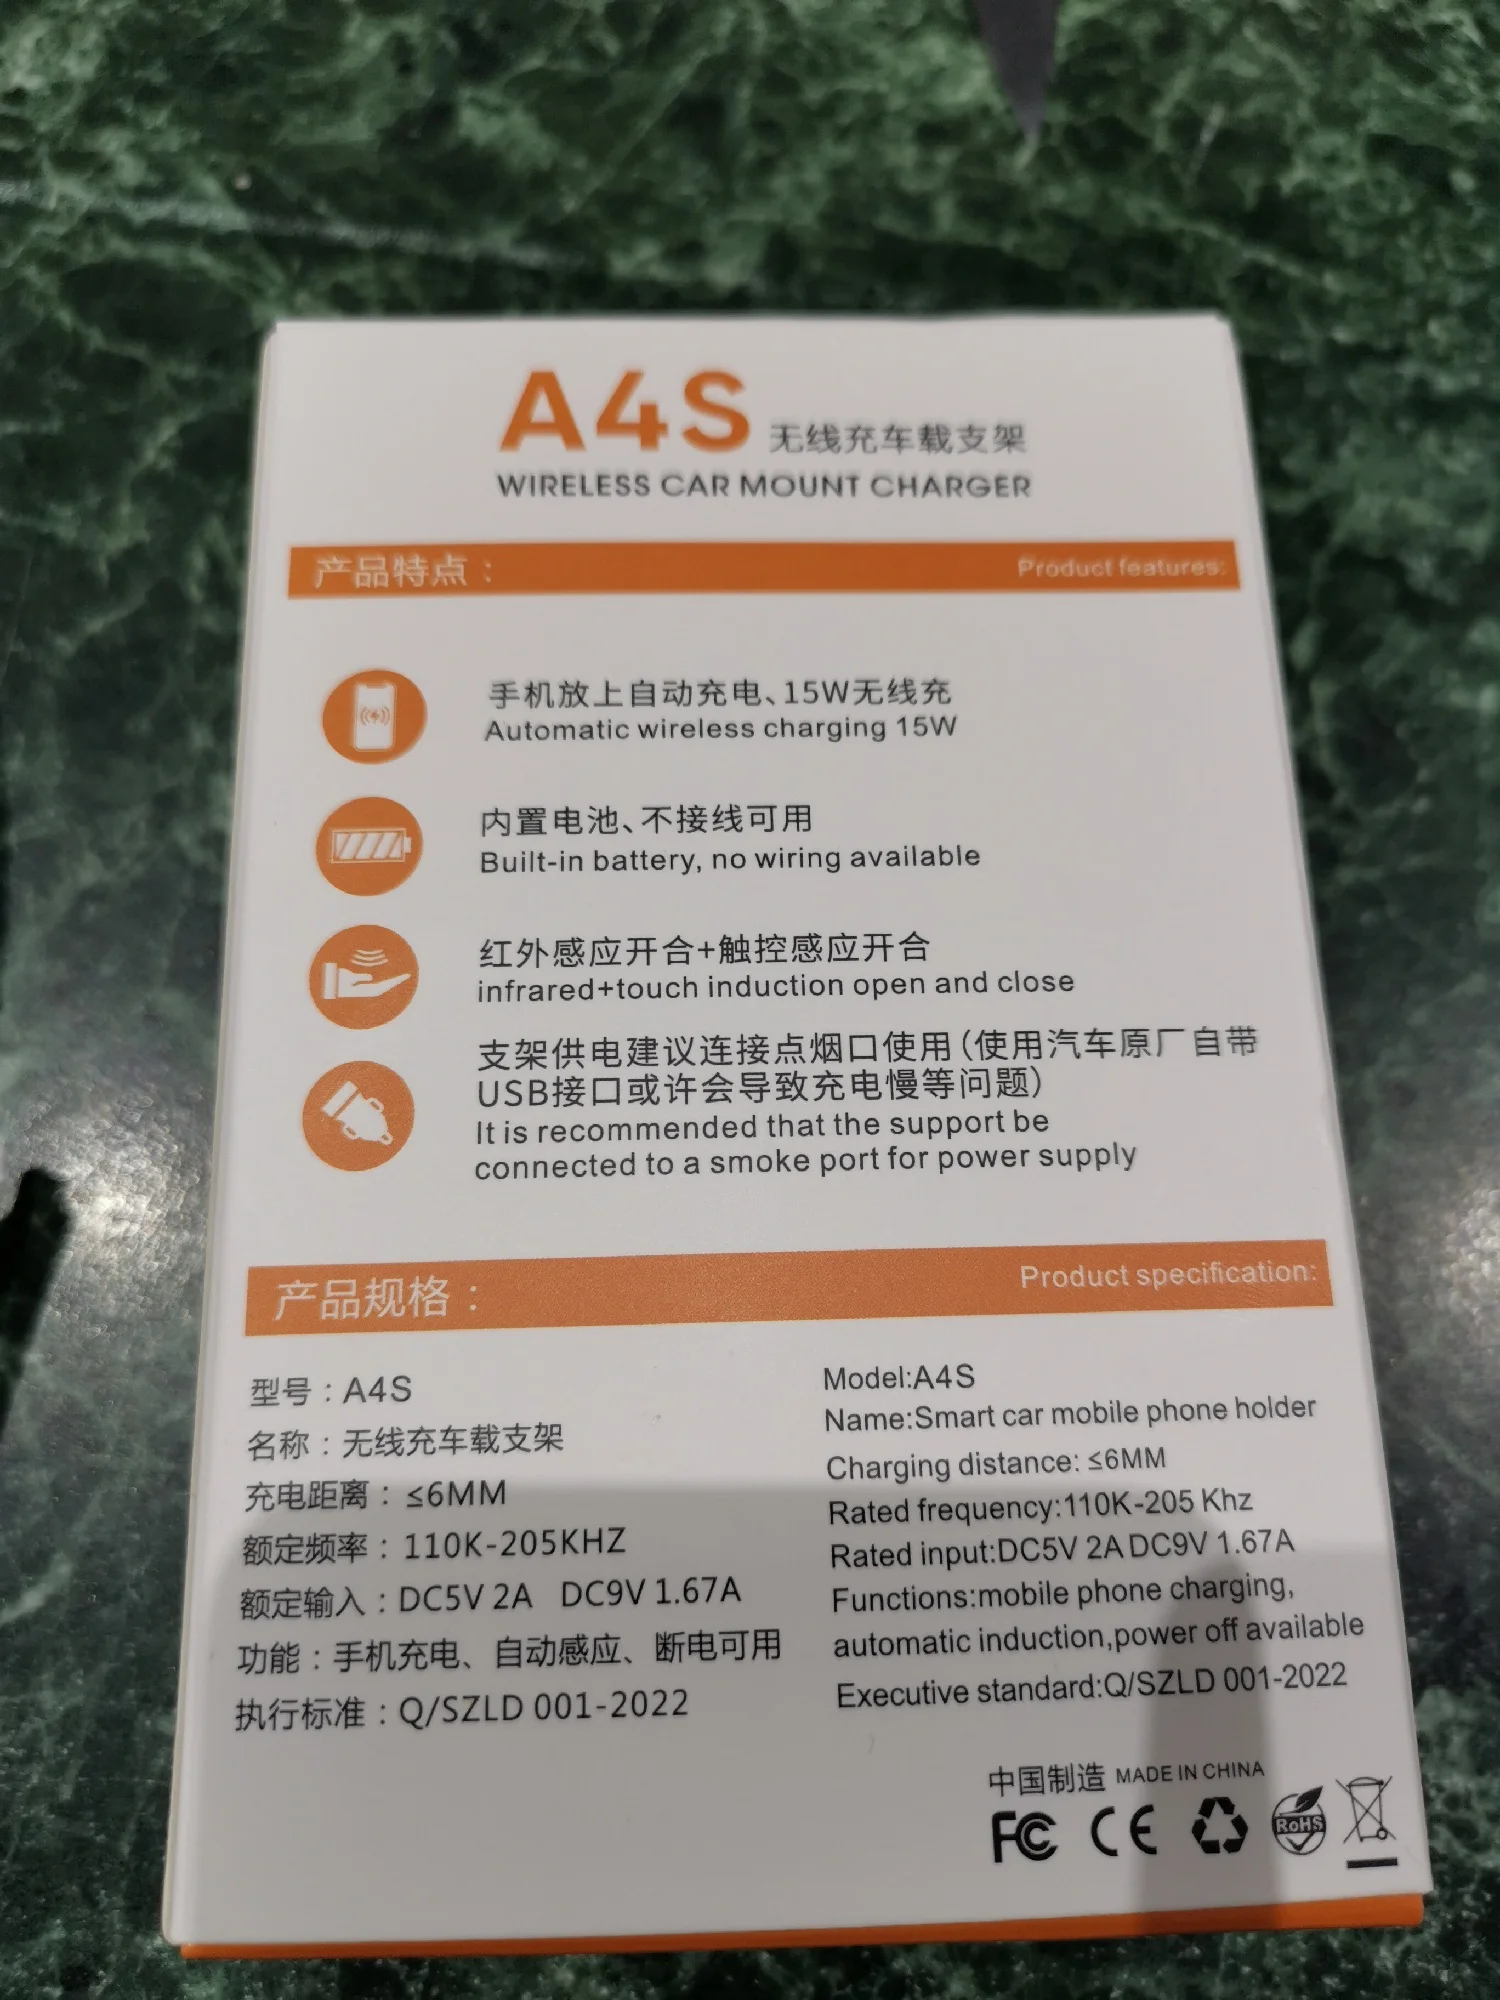 A4S 无线充车载支架
WIRELESS CAR MOUNT CHARGER
产品特点： Product features:
手机放上自动充电、15W无线充
Automatic wireless charging 15W
内置电池、不接线可用
Built-in battery, no wiring available
红外感应开合+触控感应开合
infrared+touch induction open and close
支架供电建议连接点烟口使用(使用汽车原厂自带
USB接口或许会导致充电慢等问题)
It is recommended that the support be
connected to a smoke port for power supply
产品规格： Product specification:
型号：A4S
名称：无线充车载支架
充电距离：≤6MM
额定频率：110K-205KHZ
额定输入：DC5V 2A DC9V 1.67A
功能：手机充电、自动感应、断电可用
执行标准：Q/SZLD 001-2022
Model:A4S
Name:Smart car mobile phone holder
Charging distance: ≤6MM
Rated frequency:110K-205 Khz
Rated input:DC5V 2A DC9V 1.67A
Functions:mobile phone charging,
automatic induction,power off available
Executive standard:Q/SZLD 001-2022
中国制造 MADE IN CHINA
FC CE RoHS